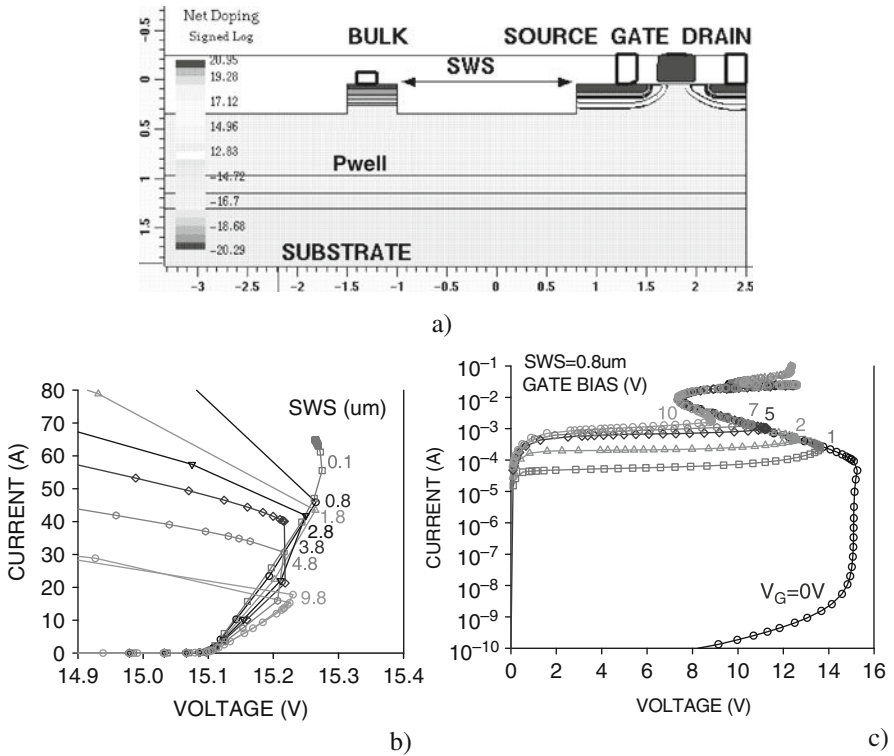 Net Doping
Signed Log
20.95
19.28
17.12
14.96
12.83
-14.72
-16.7
-18.68
-20.29
BULK SOURCE GATE DRAIN
SWS
Pwell
SUBSTRATE
-0.5
0
0.5
1
1.5
-3 -2.5 -2 -1.5 -1 -0.5 0 0.5 1 1.5 2 2.5
a)
80
70
60
50
40
30
20
10
0
CURRENT (A)
SWS (um)
0.1
0.8
1.8
2.8
3.8
4.8
9.8
14.9 15.0 15.1 15.2 15.3 15.4
VOLTAGE (V)
b)
SWS=0.8um
GATE BIAS (V)
10⁻¹
10⁻²
10⁻³
10⁻⁴
10⁻⁵
10⁻⁶
10⁻⁷
10⁻⁸
10⁻⁹
10⁻¹⁰
CURRENT (A)
10 7 5 2 1
V_G=0V
0 2 4 6 8 10 12 14 16
VOLTAGE (V)
c)